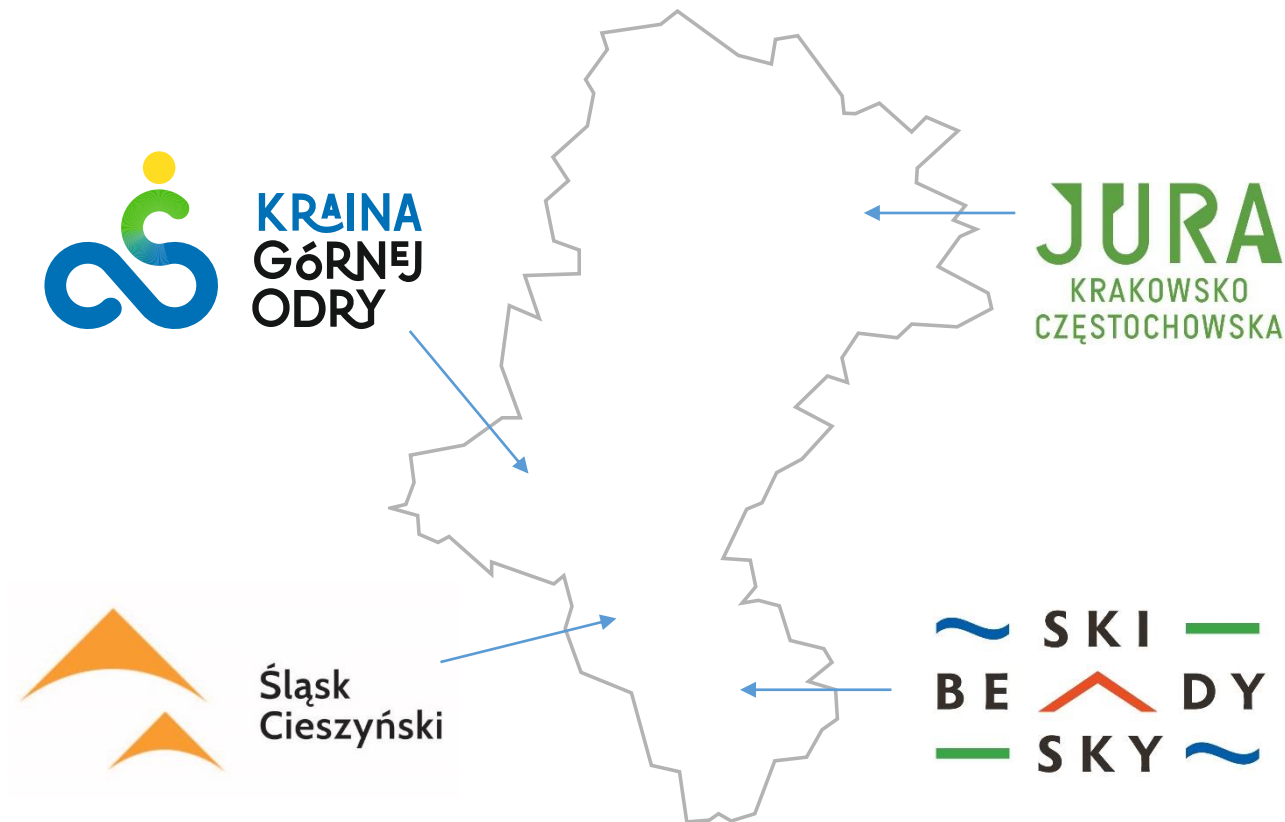 KRAINA
GóRNEJ
ODRY
JURA
KRAKOWSKO
CZĘSTOCHOWSKA
Śląsk
Cieszyński
SKI
BE DY
SKY